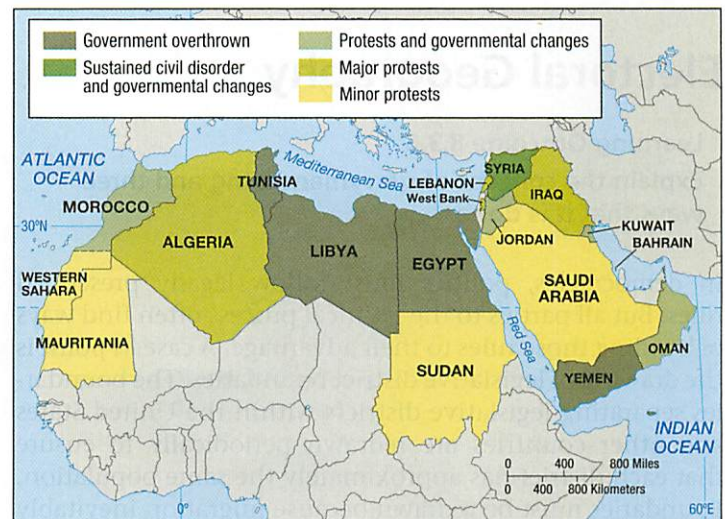 Government overthrown
Sustained civil disorder
and governmental changes
Protests and governmental changes
Major protests
Minor protests
ATLANTIC
OCEAN
Mediterranean Sea
TUNISIA
MOROCCO
LEBANON
West Bank
SYRIA
IRAQ
30°N
ALGERIA
LIBYA
EGYPT
JORDAN
KUWAIT
BAHRAIN
WESTERN
SAHARA
SAUDI
ARABIA
MAURITANIA
Red Sea
SUDAN
OMAN
YEMEN
INDIAN
OCEAN
0 400 800 Miles
0 400 800 Kilometers
0°
60°E